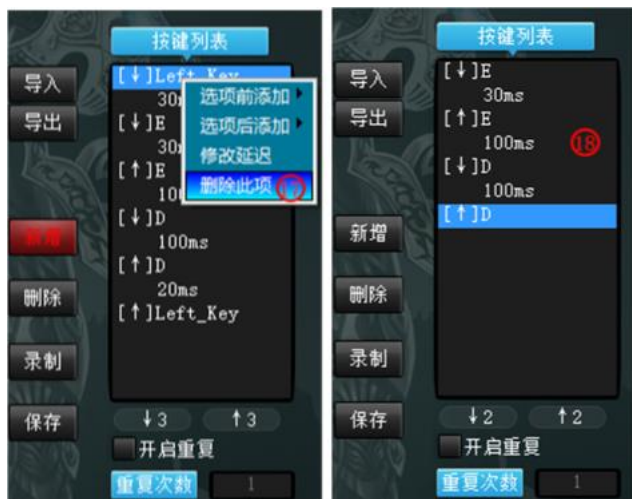 按键列表
导入
导出
新增
删除
录制
保存
[↓]Left_Key
30
[↓]E
30
[↑]E
10
[↓]D
100ms
[↑]D
20ms
[↑]Left_Key
选项前添加
选项后添加
修改延迟
删除此项 ⑰
↓3 ↑3
开启重复
重复次数 1
按键列表
导入
导出
新增
删除
录制
保存
[↓]E
30ms
[↑]E
100ms ⑱
[↓]D
100ms
[↑]D
↓2 ↑2
开启重复
重复次数 1